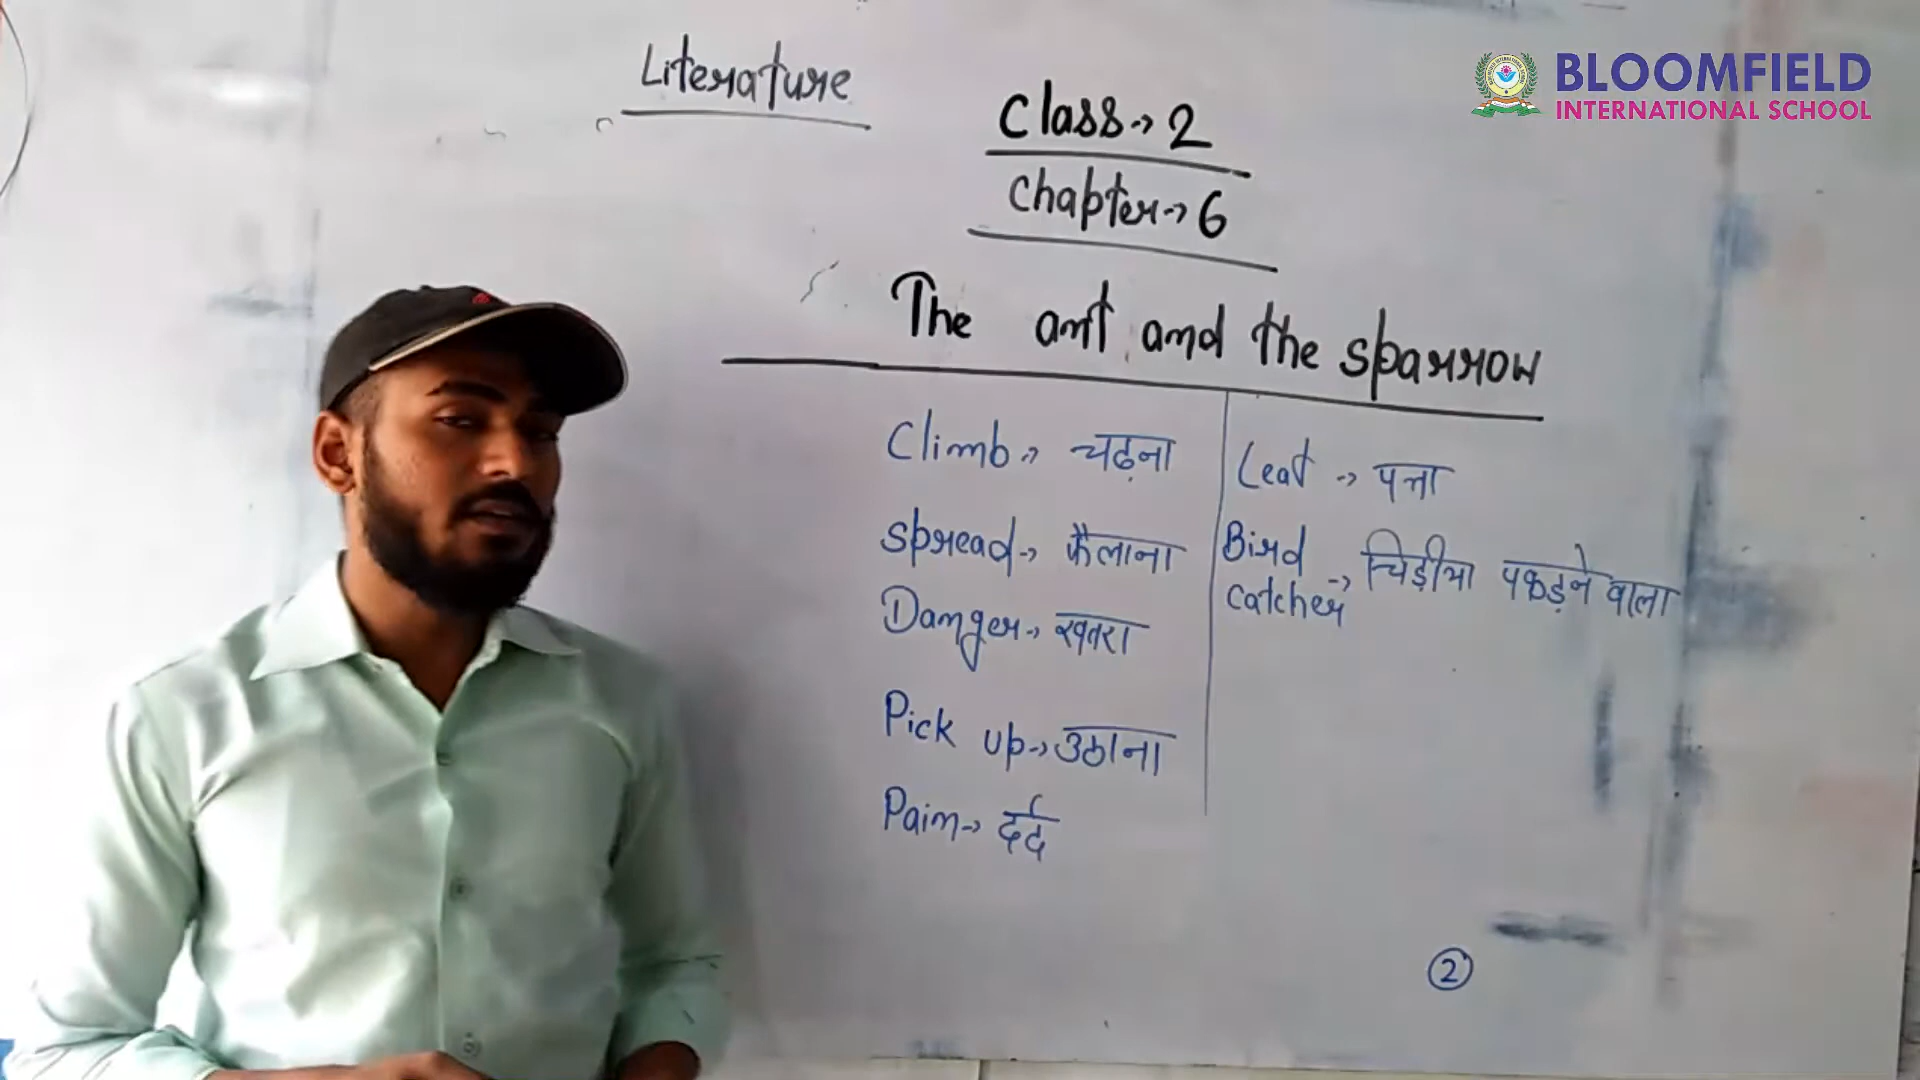 BLOOMFIELD
INTERNATIONAL SCHOOL
Literature
Class → 2
Chapter → 6
The ant and the sparrow
Climb → चढ़ना
Spread → फैलाना
Danger → खतरा
Pick up → उठाना
Pain → दर्द
Leaf → पत्ता
Bird
Catcher → चिड़ीया पकड़ने वाला
2